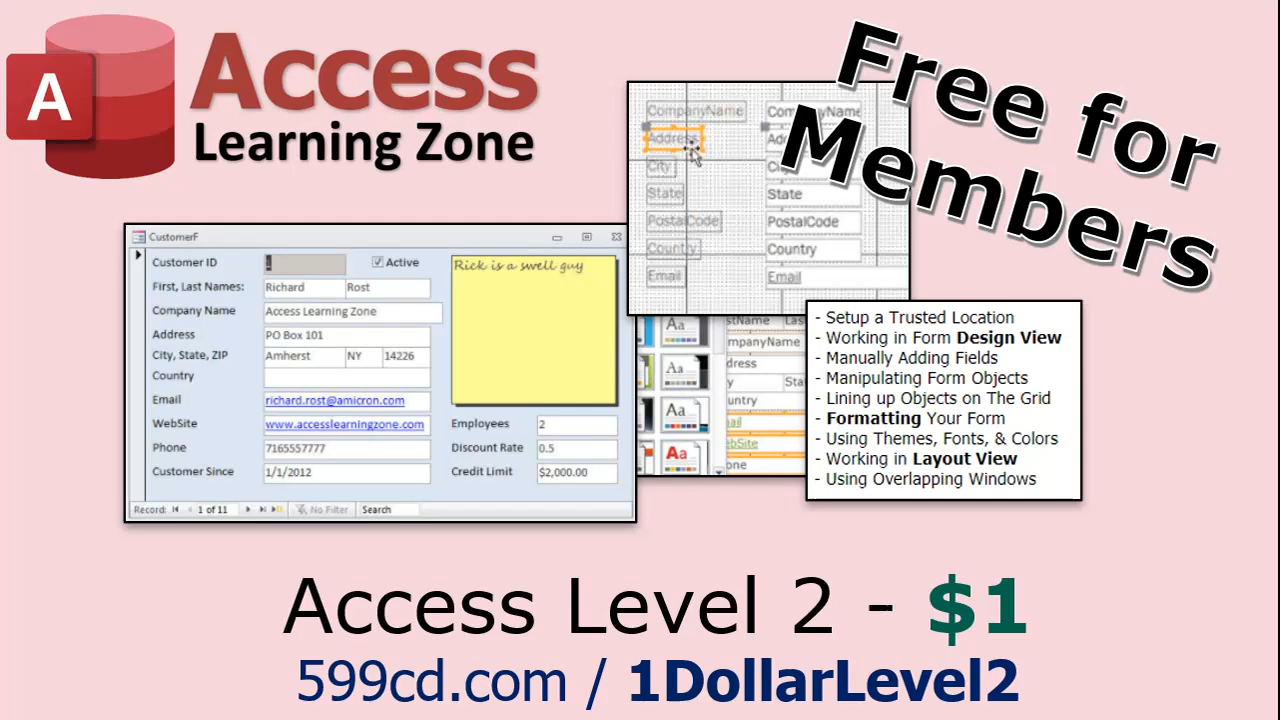 A
Access
Learning Zone
Free for
Members
CompanyName
CompanyName
Address
City
State
State
PostalCode
PostalCode
Country
Country
Email
Email
CustomerF
Customer ID
Active
First, Last Names:
Richard
Rost
Company Name
Access Learning Zone
Address
PO Box 101
City, State, ZIP
Amherst
NY
14226
Country
Email
richard.rost@amicron.com
WebSite
www.accesslearningzone.com
Phone
7165557777
Customer Since
1/1/2012
Rick is a swell guy
Employees
2
Discount Rate
0.5
Credit Limit
$2,000.00
Record:
1 of 11
No Filter
Search
Aa
Aa
Aa
Aa
- Setup a Trusted Location
- Working in Form Design View
- Manually Adding Fields
- Manipulating Form Objects
- Lining up Objects on The Grid
- Formatting Your Form
- Using Themes, Fonts, & Colors
- Working in Layout View
- Using Overlapping Windows
Access Level 2 - $1
599cd.com / 1DollarLevel2